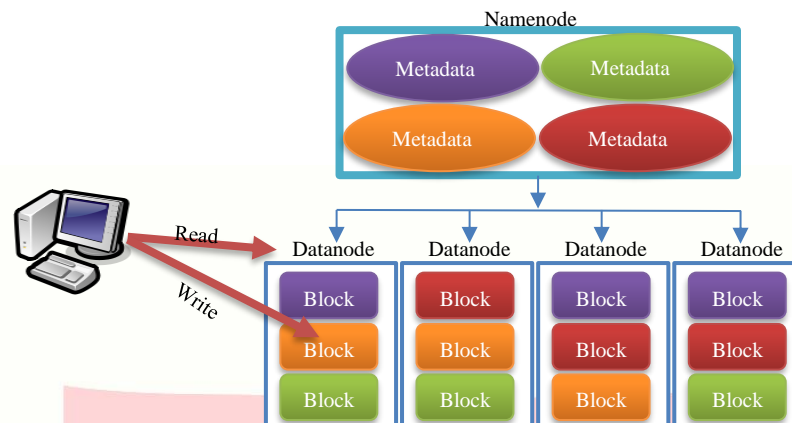 Namenode
Metadata Metadata
Metadata Metadata
Read
Write
Datanode Datanode Datanode Datanode
Block Block Block Block
Block Block Block Block
Block Block Block Block